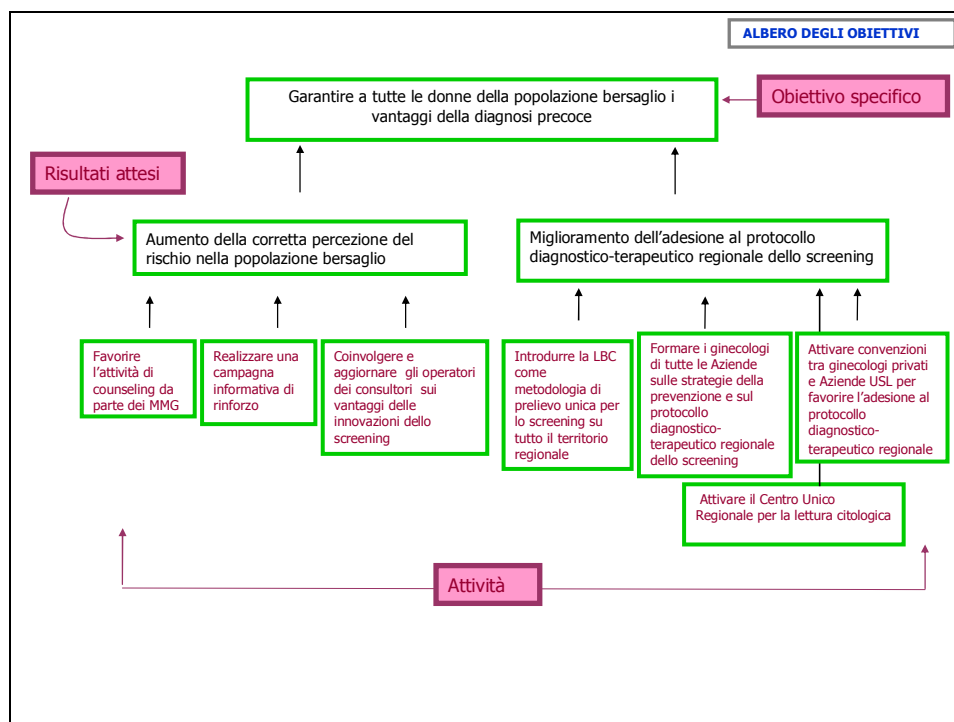 ALBERO DEGLI OBIETTIVI
Garantire a tutte le donne della popolazione bersaglio i
vantaggi della diagnosi precoce
Obiettivo specifico
Risultati attesi
Aumento della corretta percezione del
rischio nella popolazione bersaglio
Miglioramento dell'adesione al protocollo
diagnostico-terapeutico regionale dello screening
Favorire
l'attività di
counseling da
parte dei MMG
Realizzare una
campagna
informativa di
rinforzo
Coinvolgere e
aggiornare gli operatori
dei consultori sui
vantaggi delle
innovazioni dello
screening
Introdurre la LBC
come
metodologia di
prelievo unica per
lo screening su
tutto il territorio
regionale
Formare i ginecologi
di tutte le Aziende
sulle strategie della
prevenzione e sul
protocollo
diagnostico-
terapeutico regionale
dello screening
Attivare convenzioni
tra ginecologi privati
e Aziende USL per
favorire l'adesione al
protocollo
diagnostico-
terapeutico regionale
Attivare il Centro Unico
Regionale per la lettura citologica
Attività